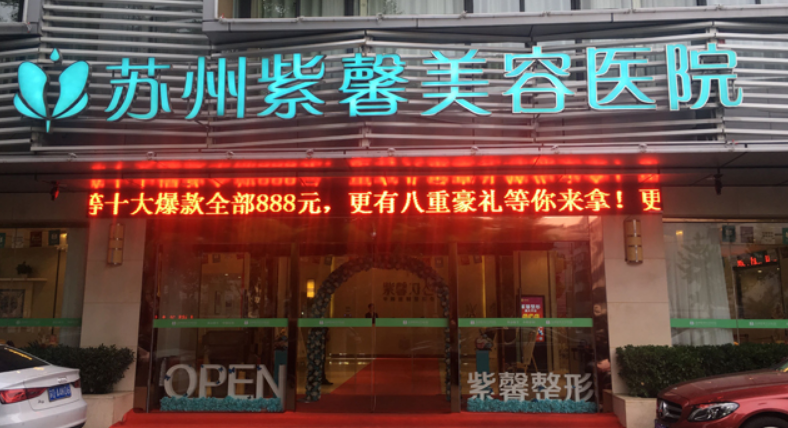 苏州紫馨美容医院
等十大爆款全部888元，更有八重豪礼等你来拿！更
OPEN
紫馨整形